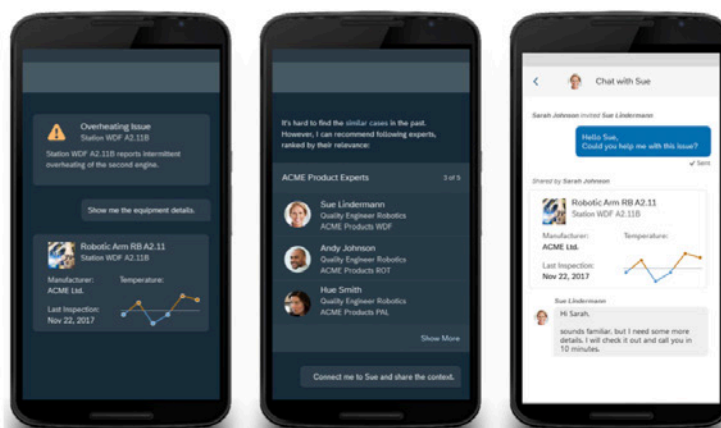 Overheating Issue
Station WDF A2.11B
Station WDF A2.11B reports intermittent
overheating of the second engine.
Show me the equipment details.
Robotic Arm RB A2.11
Station WDF A2.11B
Manufacturer:
Temperature:
ACME Ltd.
Last Inspection:
Nov 22, 2017
It's hard to find the similar cases in the past.
However, I can recommend following experts,
ranked by their relevance:
ACME Product Experts
3 of 5
Sue Lindermann
Quality Engineer Robotics
ACME Products WDF
Andy Johnson
Quality Engineer Robotics
ACME Products ROT
Hue Smith
Quality Engineer Robotics
ACME Products PAL
Show More
Connect me to Sue and share the context.
Chat with Sue
Sarah Johnson invited Sue Lindermann
Hello Sue,
Could you help me with this issue?
Sent
Shared by Sarah Johnson
Robotic Arm RB A2.11
Station WDF A2.11B
Manufacturer:
Temperature:
ACME Ltd.
Last Inspection:
Nov 22, 2017
Sue Lindermann
Hi Sarah,
sounds familiar, but I need some more
details. I will check it out and call you in
10 minutes.